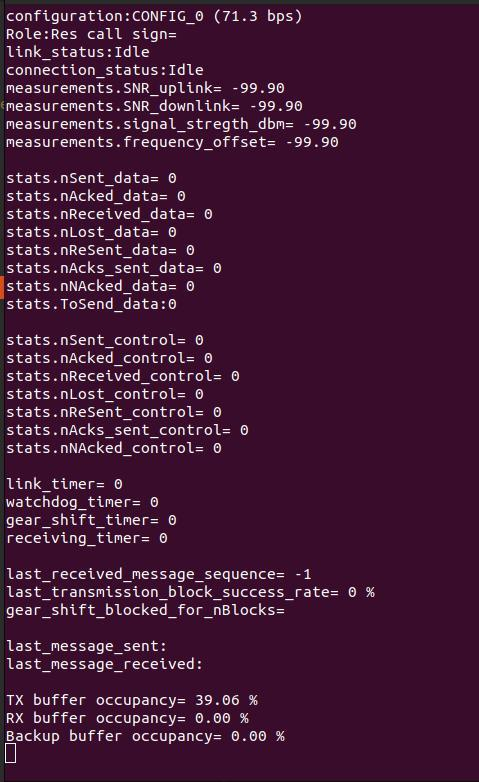 configuration:CONFIG_0 (71.3 bps)
Role:Res call sign=
link_status:Idle
connection_status:Idle
measurements.SNR_uplink= -99.90
measurements.SNR_downlink= -99.90
measurements.signal_stregth_dbm= -99.90
measurements.frequency_offset= -99.90
stats.nSent_data= 0
stats.nAcked_data= 0
stats.nReceived_data= 0
stats.nLost_data= 0
stats.nReSent_data= 0
stats.nAcks_sent_data= 0
stats.nNAcked_data= 0
stats.ToSend_data:0
stats.nSent_control= 0
stats.nAcked_control= 0
stats.nReceived_control= 0
stats.nLost_control= 0
stats.nReSent_control= 0
stats.nAcks_sent_control= 0
stats.nNAcked_control= 0
link_timer= 0
watchdog_timer= 0
gear_shift_timer= 0
receiving_timer= 0
last_received_message_sequence= -1
last_transmission_block_success_rate= 0 %
gear_shift_blocked_for_nBlocks=
last_message_sent:
last_message_received:
TX buffer occupancy= 39.06 %
RX buffer occupancy= 0.00 %
Backup buffer occupancy= 0.00 %